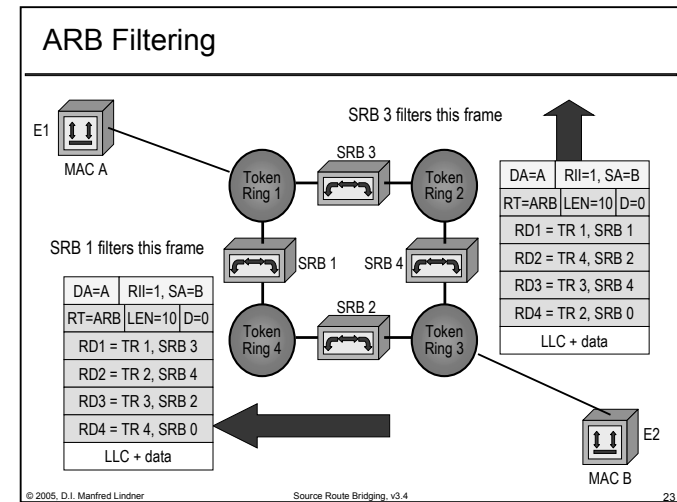 ARB Filtering
E1
MAC A
SRB 3 filters this frame
SRB 3
Token
Ring 1
Token
Ring 2
DA=A RII=1, SA=B
RT=ARB LEN=10 D=0
RD1 = TR 1, SRB 1
RD2 = TR 4, SRB 2
RD3 = TR 3, SRB 4
RD4 = TR 2, SRB 0
LLC + data
SRB 1 filters this frame
SRB 1
SRB 4
DA=A RII=1, SA=B
RT=ARB LEN=10 D=0
RD1 = TR 1, SRB 3
RD2 = TR 2, SRB 4
RD3 = TR 3, SRB 2
RD4 = TR 4, SRB 0
LLC + data
SRB 2
Token
Ring 4
Token
Ring 3
E2
MAC B
© 2005, D.I. Manfred Lindner
Source Route Bridging, v3.4
23